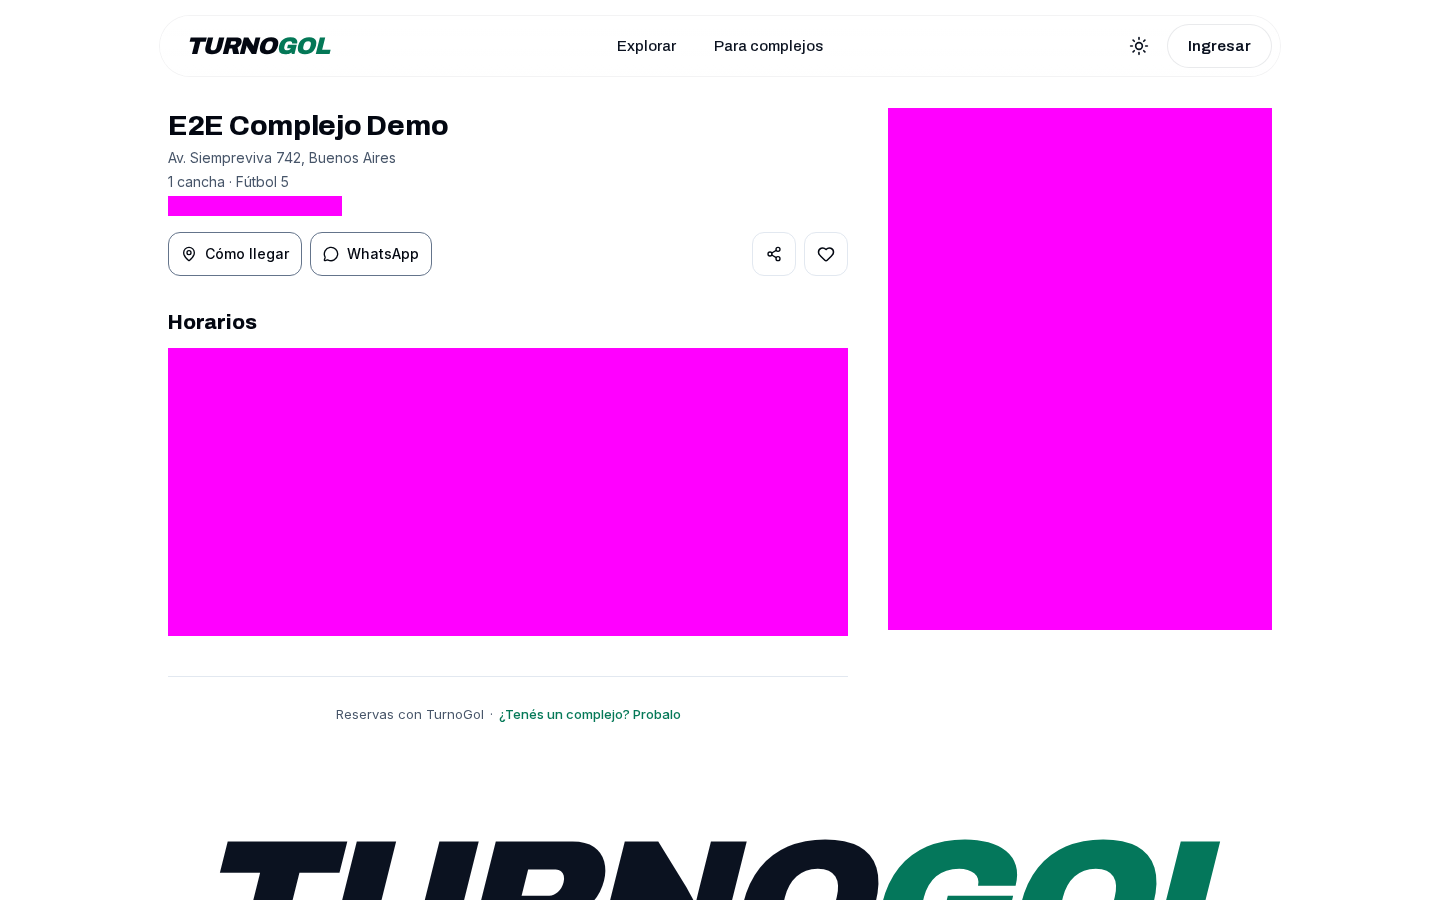 TURNOGOL
Explorar
Para complejos
Ingresar
E2E Complejo Demo
Av. Siempreviva 742, Buenos Aires
1 cancha · Fútbol 5
Cómo llegar
WhatsApp
Horarios
Reservas con TurnoGol · ¿Tenés un complejo? Probalo
TURNOGOL